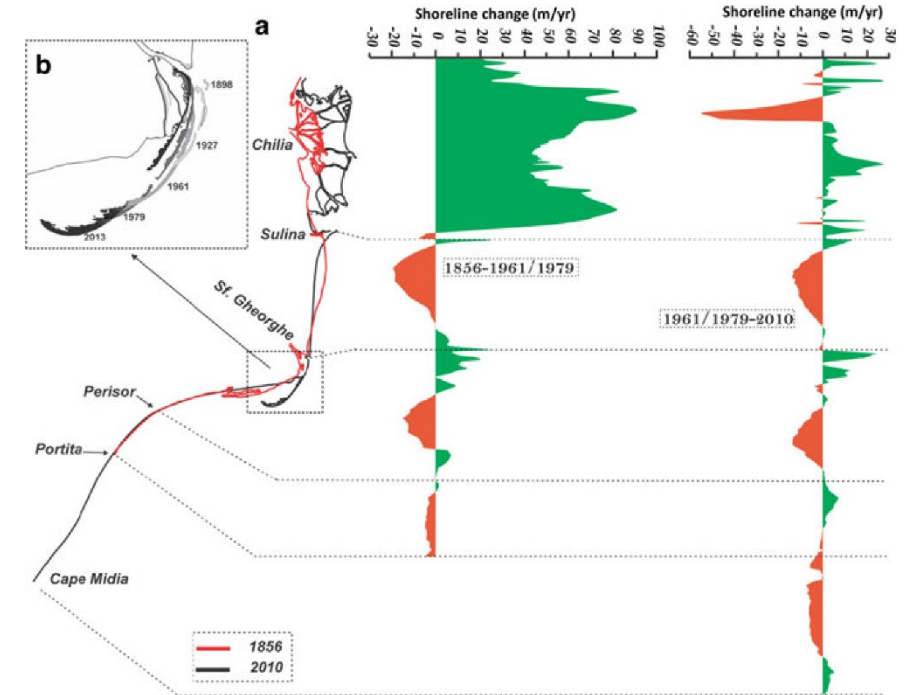 a
b
1898
1927
1961
1979
2013
Chilia
Sulina
Sf. Gheorghe
Perisor
Portita
Cape Midia
1856
2010
Shoreline change (m/yr)
-30 -20 -10 0 10 20 30 40 50 60 70 80 90 100
1856-1961/1979
Shoreline change (m/yr)
-60 -50 -40 -30 -20 -10 0 10 20 30
1961/1979-2010